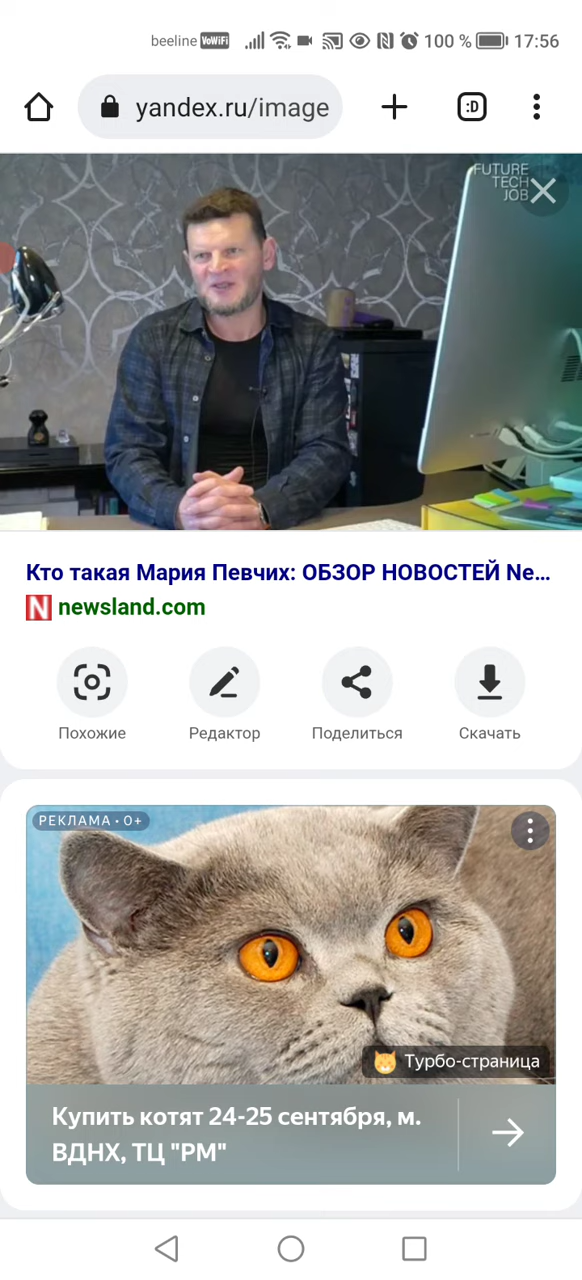 beeline VoWiFi 100 % 17:56
yandex.ru/image
:D
FUTURE
TECH
JOB
Кто такая Мария Певчих: ОБЗОР НОВОСТЕЙ Ne...
N newsland.com
Похожие Редактор Поделиться Скачать
РЕКЛАМА • 0+
Турбо-страница
Купить котят 24-25 сентября, м.
ВДНХ, ТЦ "РМ"